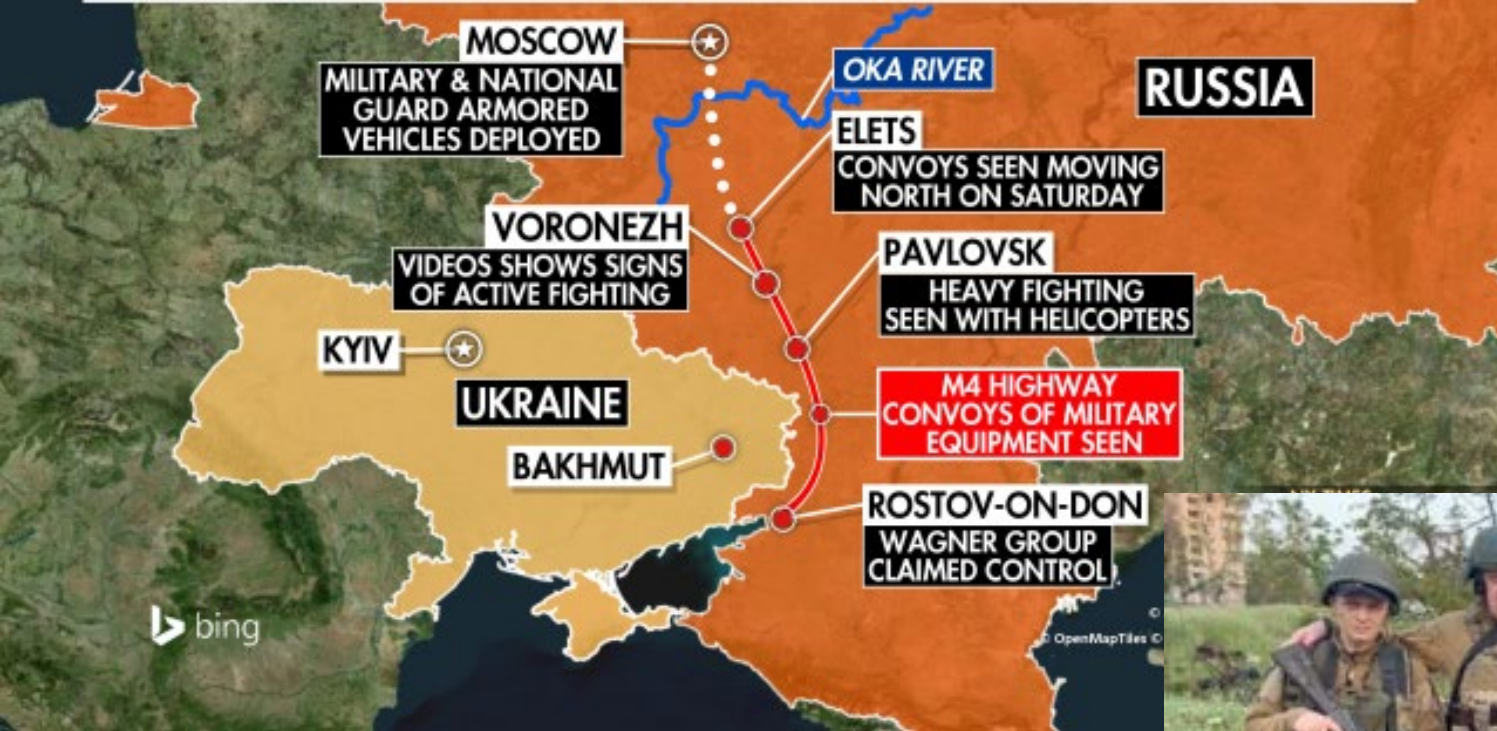 MOSCOW
MILITARY & NATIONAL
GUARD ARMORED
VEHICLES DEPLOYED
OKA RIVER
RUSSIA
ELETS
CONVOYS SEEN MOVING
NORTH ON SATURDAY
VORONEZH
VIDEOS SHOWS SIGNS
OF ACTIVE FIGHTING
PAVLOVSK
HEAVY FIGHTING
SEEN WITH HELICOPTERS
KYIV
UKRAINE
M4 HIGHWAY
CONVOYS OF MILITARY
EQUIPMENT SEEN
BAKHMUT
ROSTOV-ON-DON
WAGNER GROUP
CLAIMED CONTROL
bing
©
© OpenMapTiles ©